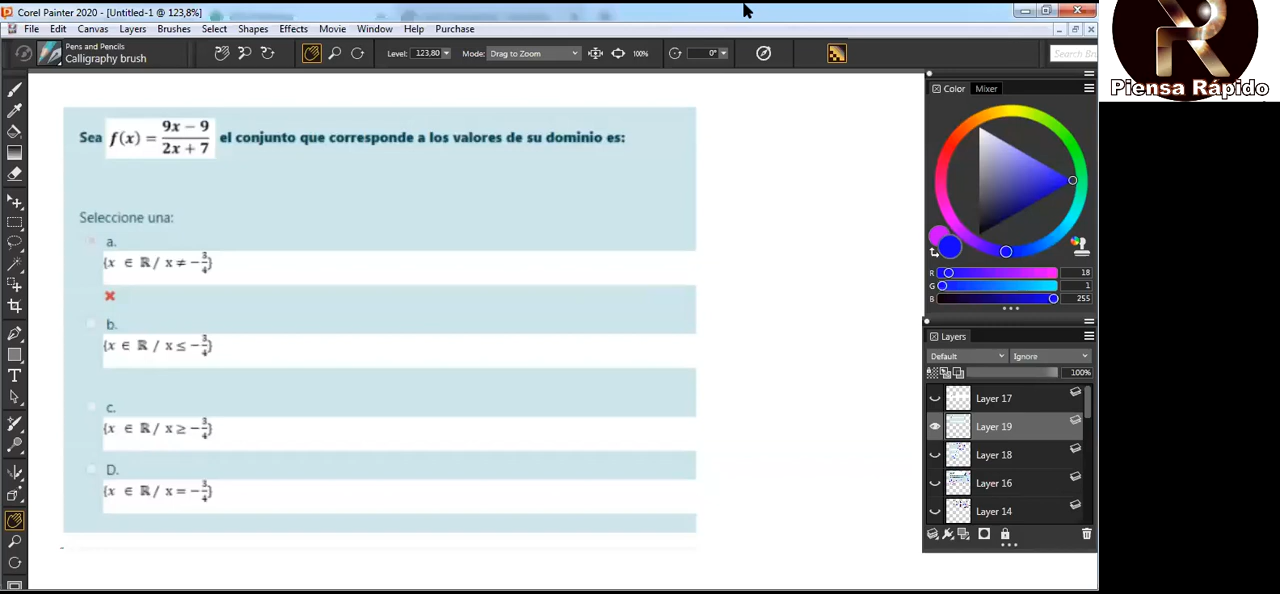 Corel Painter 2020 - [Untitled-1 @ 123,8%]
File Edit Canvas Layers Brushes Select Shapes Effects Movie Window Help Purchase
Pens and Pencils
Calligraphy brush
Level: 123,80 Mode: Drag to Zoom 100% 0° Search Br
R
Piensa Rápido
Color Mixer
Sea f(x) = (9x − 9)/(2x + 7) el conjunto que corresponde a los valores de su dominio es:
Seleccione una:
a.
{x ∈ ℝ / x ≠ −3/4}
b.
{x ∈ ℝ / x ≤ −3/4}
c.
{x ∈ ℝ / x ≥ −3/4}
D.
{x ∈ ℝ / x = −3/4}
R 18
G 1
B 255
Layers
Default Ignore
100%
Layer 17
Layer 19
Layer 18
Layer 16
Layer 14